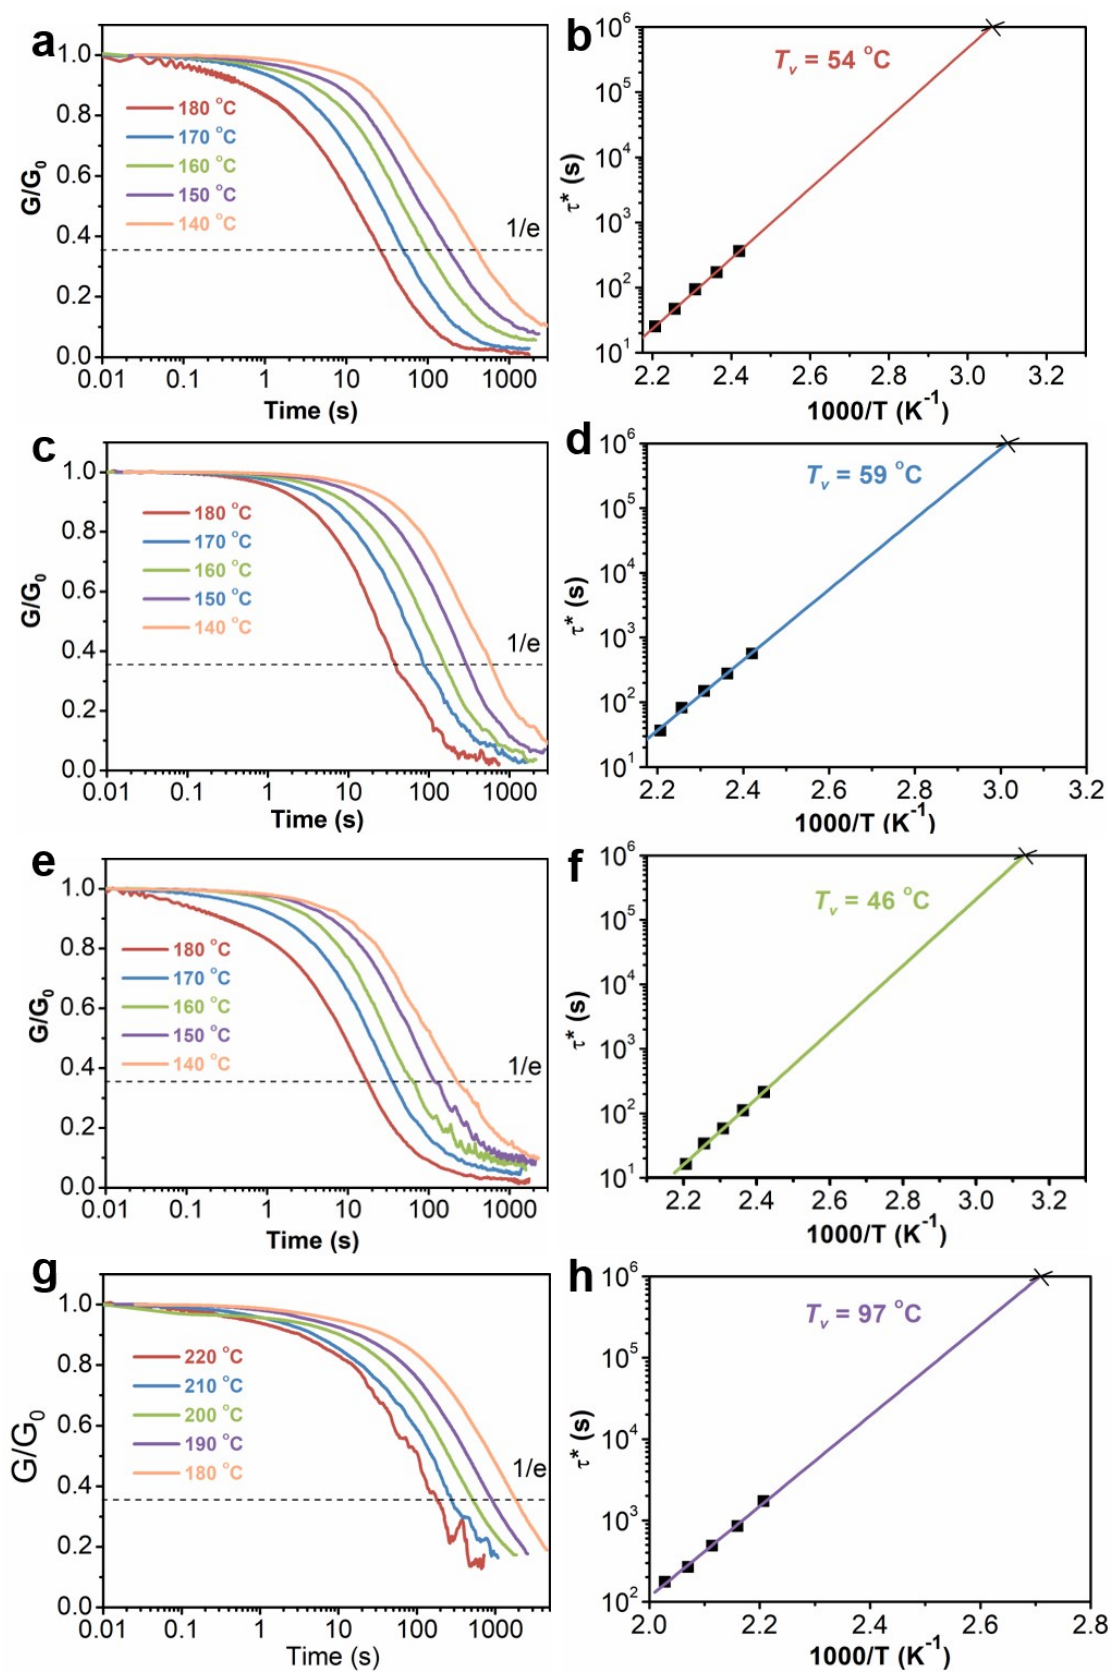 a
1.0
0.8
0.6
0.4
0.2
0.0
G/G0
180 °C
170 °C
160 °C
150 °C
140 °C
1/e
0.01 0.1 1 10 100 1000
Time (s)
b
10^6
10^5
10^4
10^3
10^2
10^1
τ* (s)
Tv = 54 °C
2.2 2.4 2.6 2.8 3.0 3.2
1000/T (K-1)
c
1.0
0.8
0.6
0.4
0.2
0.0
G/G0
180 °C
170 °C
160 °C
150 °C
140 °C
1/e
0.01 0.1 1 10 100 1000
Time (s)
d
10^6
10^5
10^4
10^3
10^2
10^1
τ* (s)
Tv = 59 °C
2.2 2.4 2.6 2.8 3.0 3.2
1000/T (K-1)
e
1.0
0.8
0.6
0.4
0.2
0.0
G/G0
180 °C
170 °C
160 °C
150 °C
140 °C
1/e
0.01 0.1 1 10 100 1000
Time (s)
f
10^6
10^5
10^4
10^3
10^2
10^1
τ* (s)
Tv = 46 °C
2.2 2.4 2.6 2.8 3.0 3.2
1000/T (K-1)
g
1.0
0.8
0.6
0.4
0.2
0.0
G/G0
220 °C
210 °C
200 °C
190 °C
180 °C
1/e
0.01 0.1 1 10 100 1000
Time (s)
h
10^6
10^5
10^4
10^3
10^2
τ* (s)
Tv = 97 °C
2.0 2.2 2.4 2.6 2.8
1000/T (K-1)